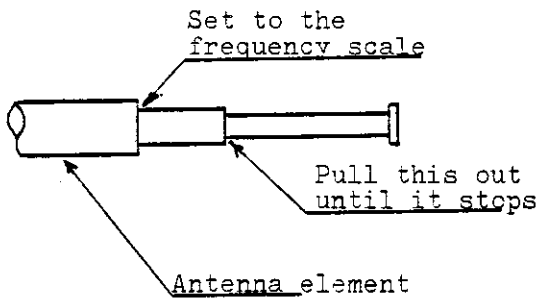 Set to the
frequency scale
Pull this out
until it stops
Antenna element